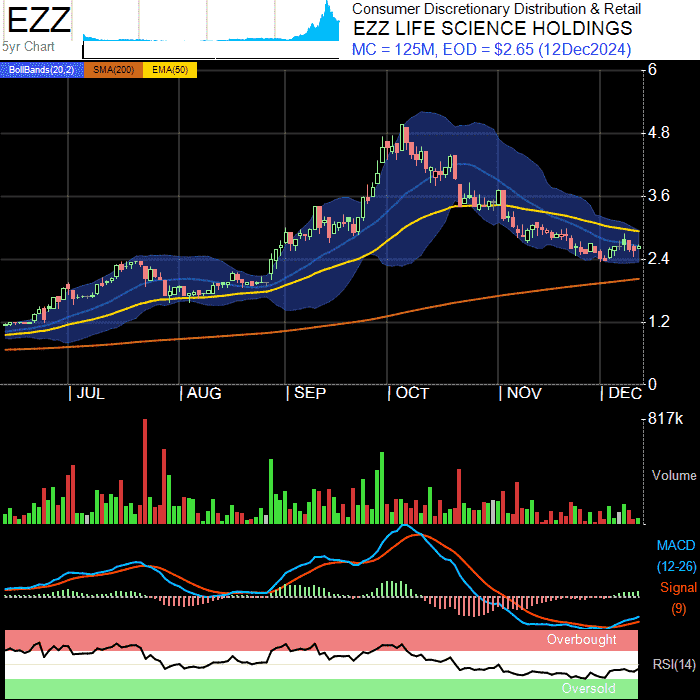 EZZ
5yr Chart
Consumer Discretionary Distribution & Retail
EZZ LIFE SCIENCE HOLDINGS
MC = 125M, EOD = $2.65 (12Dec2024)
BollBands(20,2) SMA(200) EMA(50)
6
4.8
3.6
2.4
1.2
0
JUL AUG SEP OCT NOV DEC
817k
Volume
MACD
(12-26)
Signal
(9)
Overbought
RSI(14)
Oversold